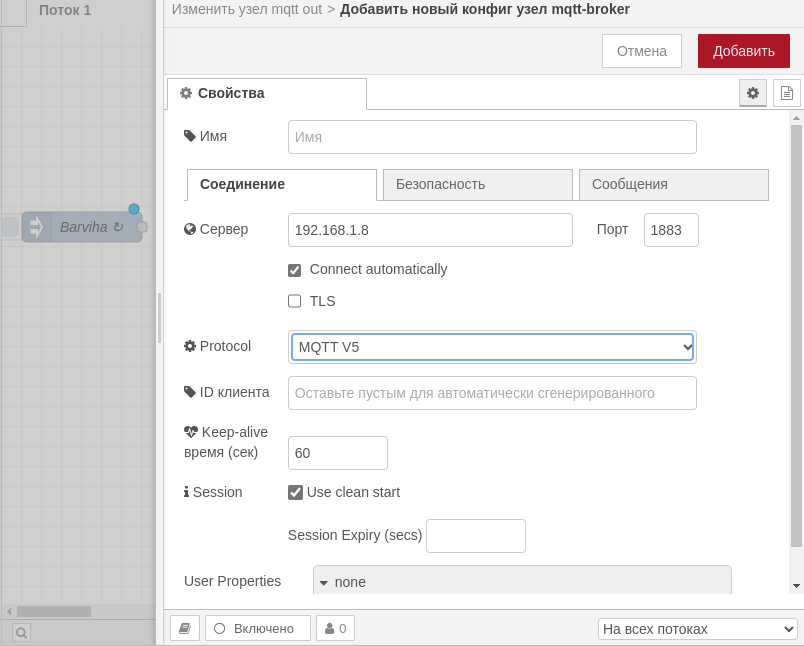 Поток 1
Изменить узел mqtt out > Добавить новый конфиг узел mqtt-broker
Отмена
Добавить
Свойства
Имя
Имя
Соединение
Безопасность
Сообщения
Barviha ↻
Сервер
192.168.1.8
Порт
1883
Connect automatically
TLS
Protocol
MQTT V5
ID клиента
Оставьте пустым для автоматически сгенерированного
Keep-alive
время (сек)
60
Session
Use clean start
Session Expiry (secs)
User Properties
none
Включено
0
На всех потоках